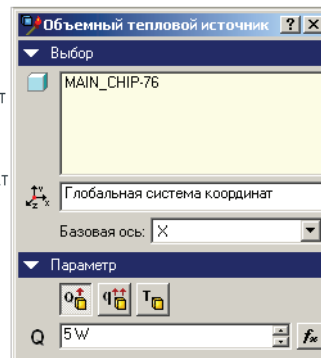 Объемный тепловой источник
Выбор
MAIN_CHIP-76
Глобальная система координат
Базовая ось: X
Параметр
Q 5 W